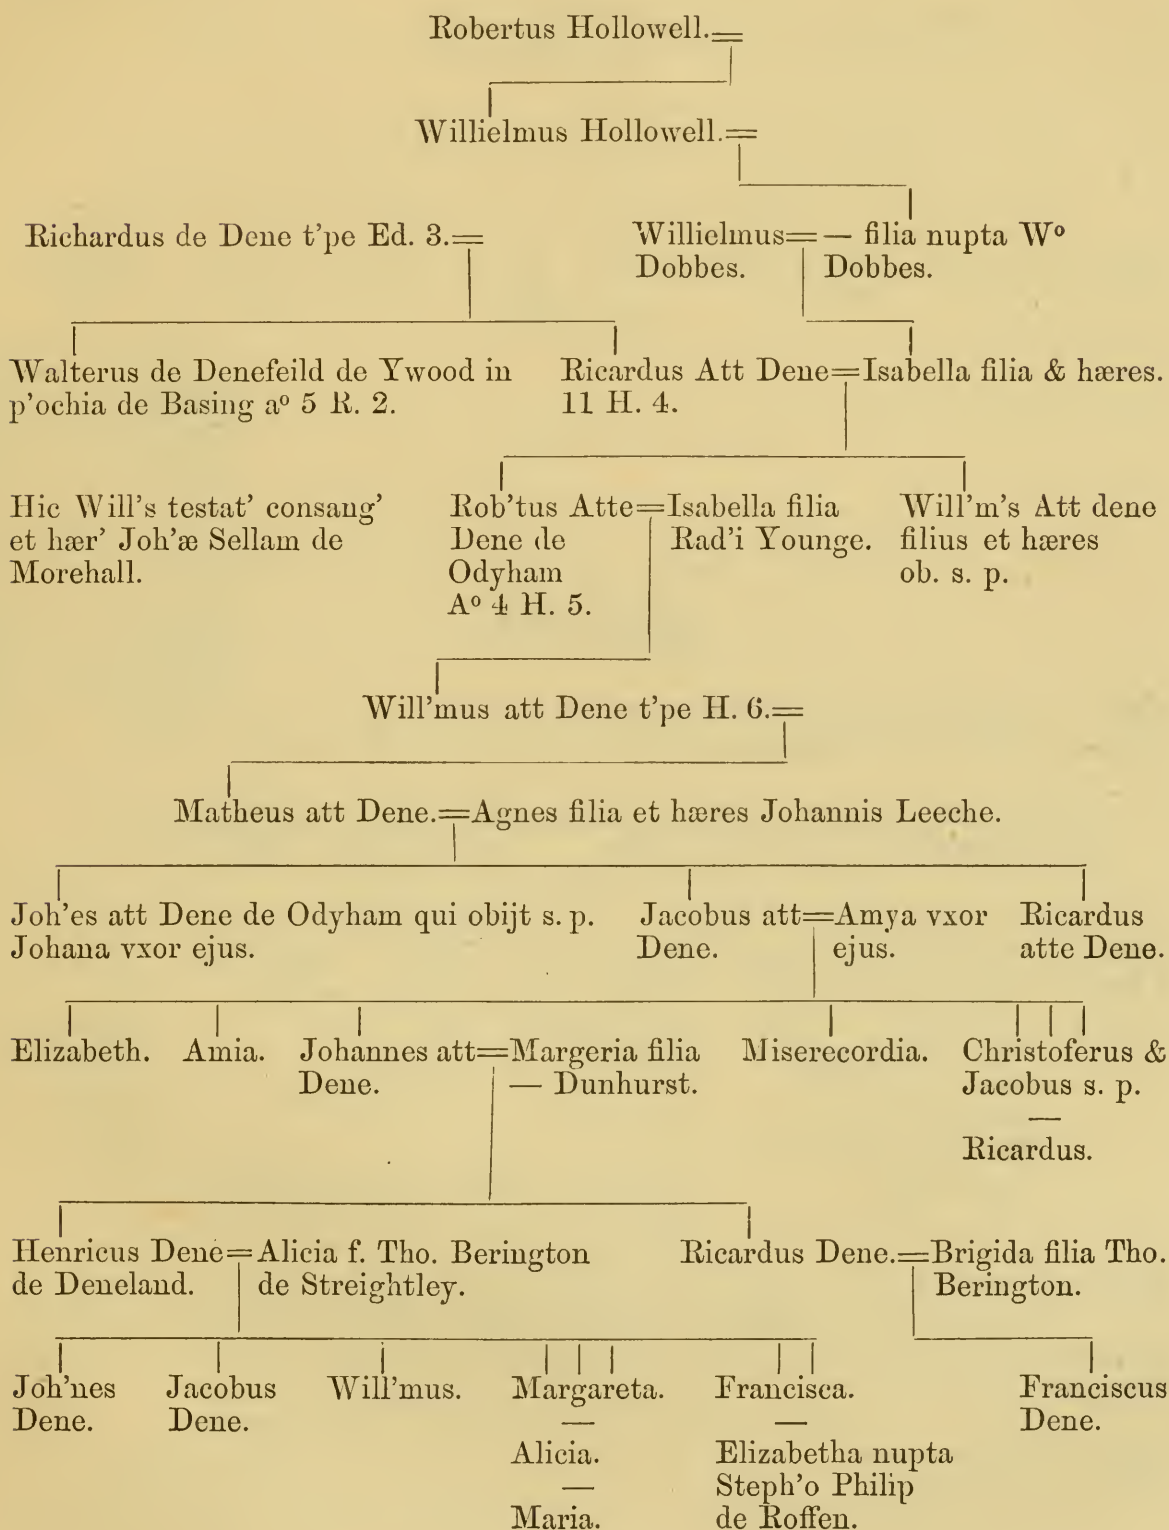 Robertus Hollowell.=
Willielmus Hollowell.=
Richardus de Dene t'pe Ed. 3.=
Willielmus=— filia nupta Wº
Dobbes. Dobbes.
Walterus de Denefeild de Ywood in
p'ochia de Basing aº 5 R. 2.
Ricardus Att Dene=Isabella filia & hæres.
11 H. 4.
Hic Will's testat' consang'
et hær' Joh'æ Sellam de
Morehall.
Rob'tus Atte=Isabella filia
Dene de Rad'i Younge.
Odyham
Aº 4 H. 5.
Will'm's Att dene
filius et hæres
ob. s. p.
Will'mus att Dene t'pe H. 6.=
Matheus att Dene.=Agnes filia et hæres Johannis Leeche.
Joh'es att Dene de Odyham qui obijt s. p.
Johana vxor ejus.
Jacobus att=Amya vxor
Dene. ejus.
Ricardus
atte Dene.
Elizabeth.
Amia.
Johannes att=Margeria filia
Dene. — Dunhurst.
Miserecordia.
Christoferus &
Jacobus s. p.
—
Ricardus.
Henricus Dene=Alicia f. Tho. Berington
de Deneland. de Streightley.
Ricardus Dene.=Brigida filia Tho.
Berington.
Joh'nes
Dene.
Jacobus
Dene.
Will'mus.
Margareta.
—
Alicia.
—
Maria.
Francisca.
—
Elizabetha nupta
Steph'o Philip
de Roffen.
Franciscus
Dene.